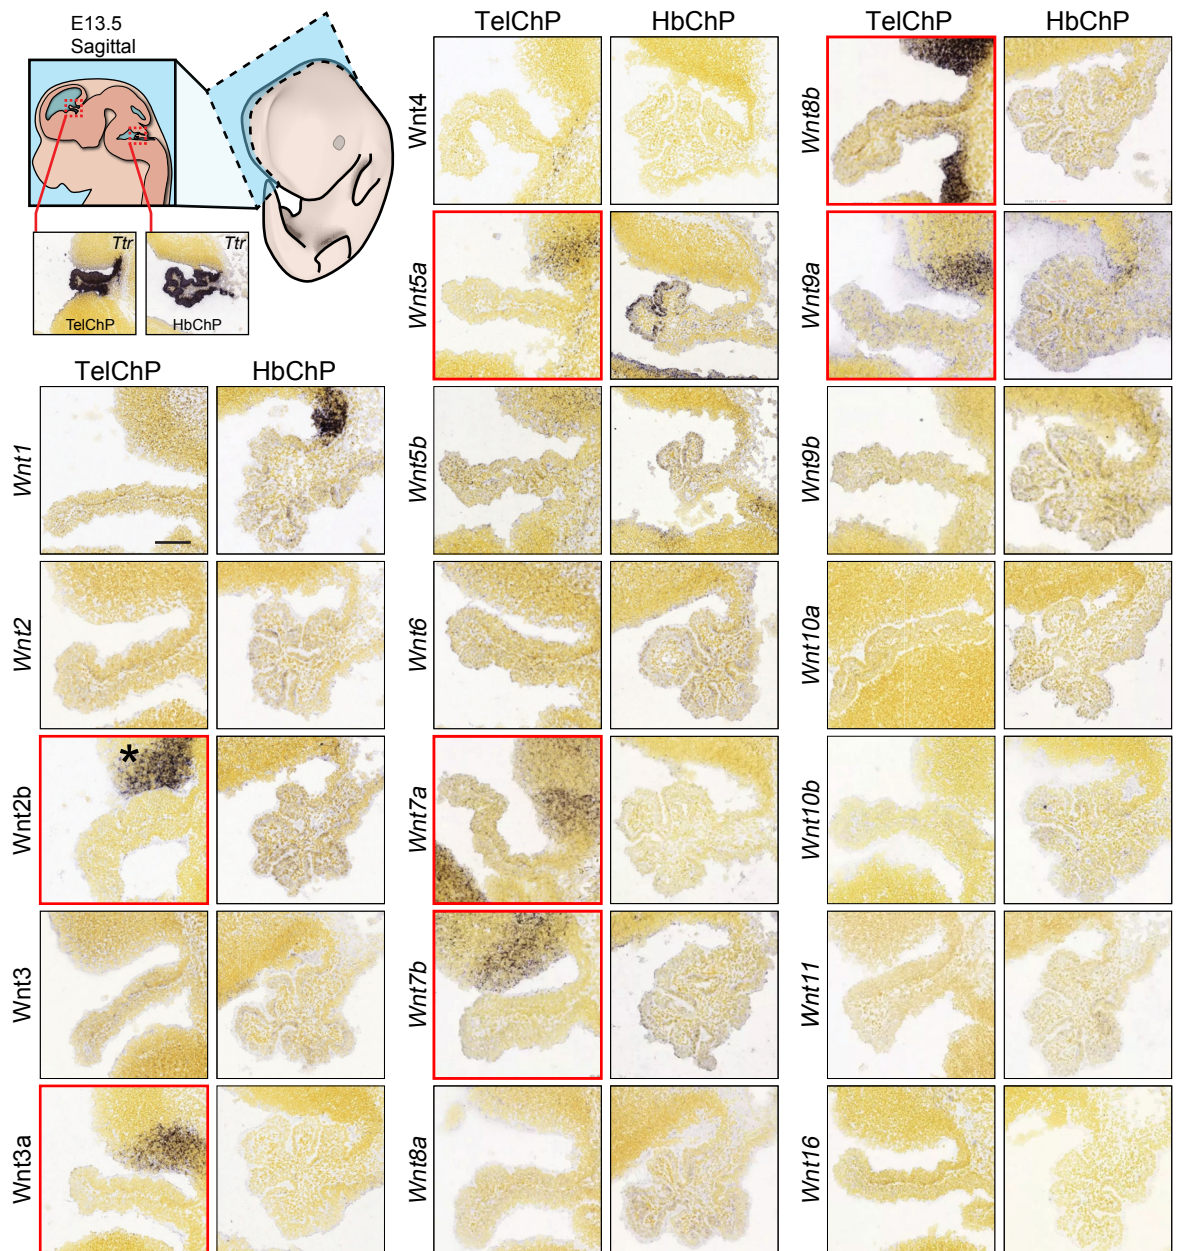 E13.5
Sagittal
Ttr
TelChP
Ttr
HbChP
TelChP HbChP
Wnt1
Wnt2
Wnt2b
*
Wnt3
Wnt3a
TelChP HbChP
Wnt4
Wnt5a
Wnt5b
Wnt6
Wnt7a
Wnt7b
Wnt8a
TelChP HbChP
Wnt8b
Wnt9a
Wnt9b
Wnt10a
Wnt10b
Wnt11
Wnt16